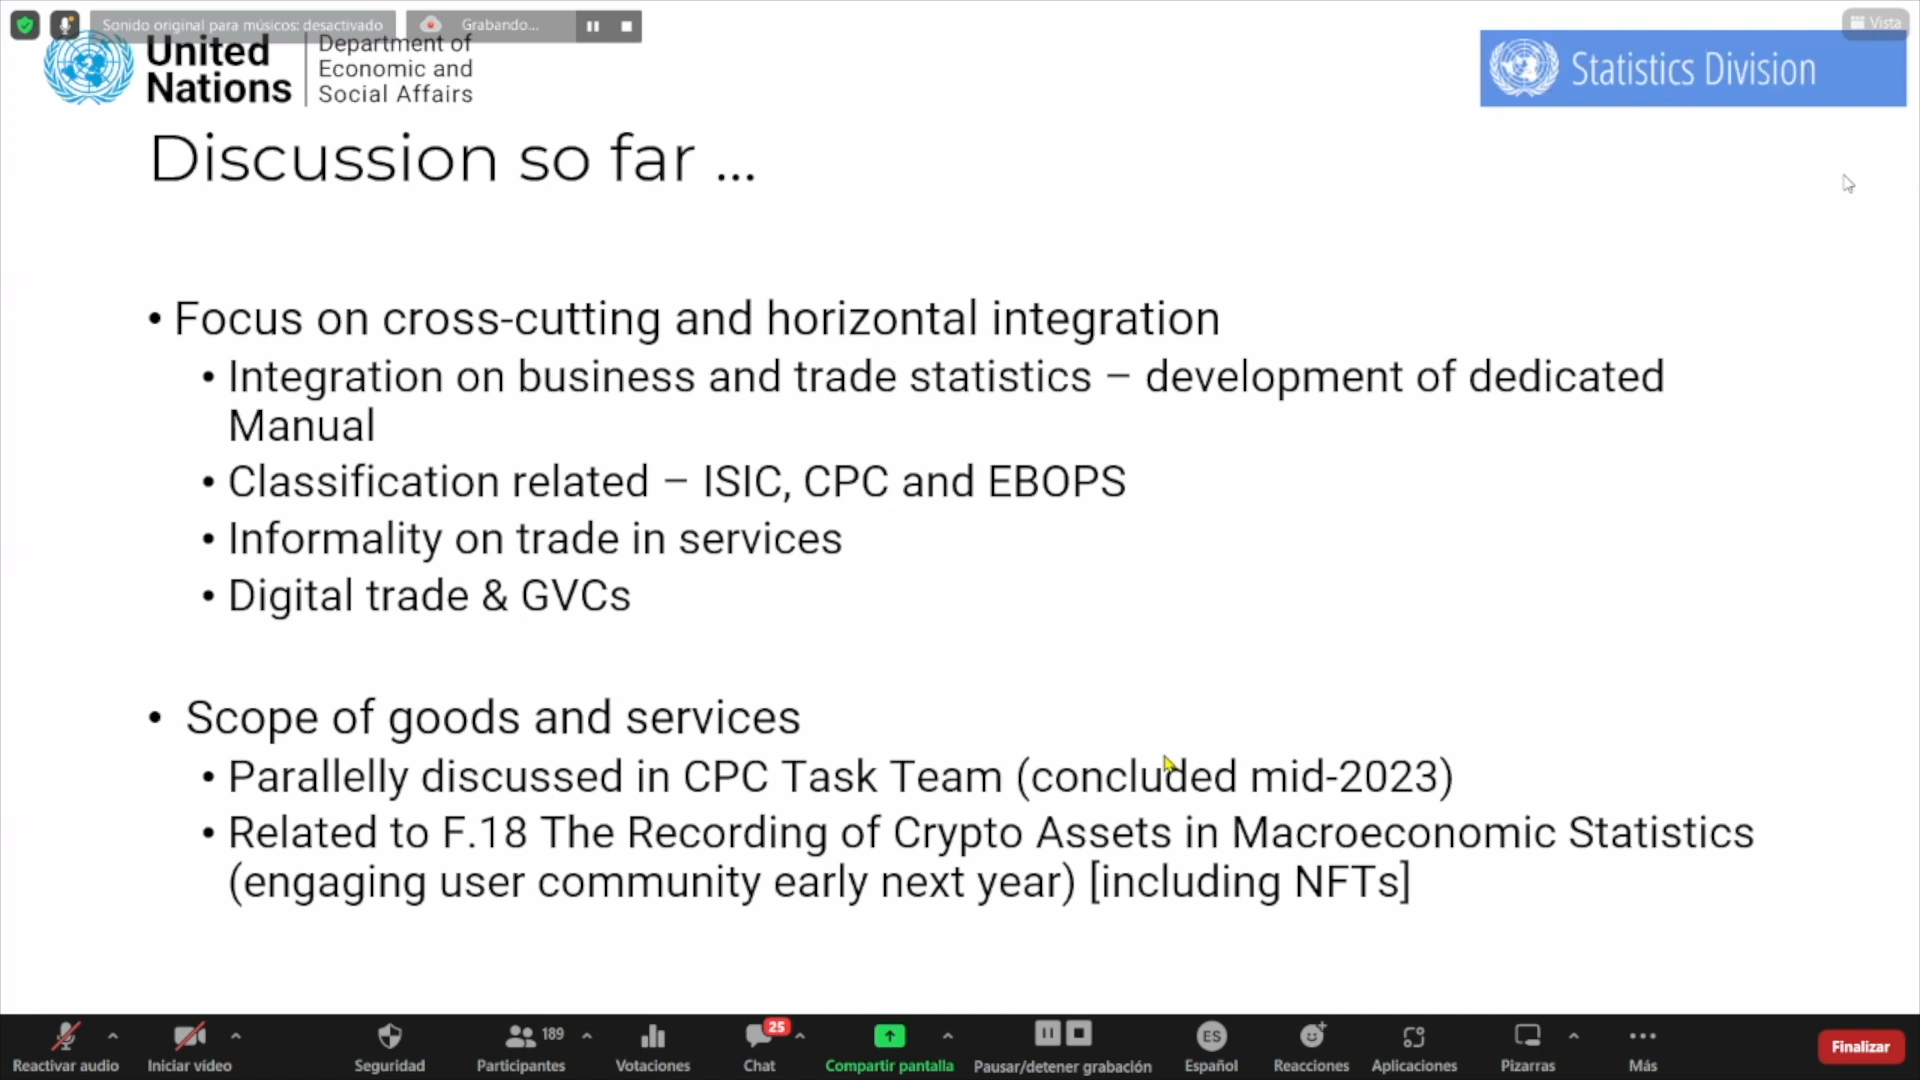 Sonido original para músicos: desactivado
Grabando...
Vista
United
Nations
Department of
Economic and
Social Affairs
Statistics Division
Discussion so far ...
• Focus on cross-cutting and horizontal integration
• Integration on business and trade statistics – development of dedicated
Manual
• Classification related – ISIC, CPC and EBOPS
• Informality on trade in services
• Digital trade & GVCs
• Scope of goods and services
• Parallelly discussed in CPC Task Team (concluded mid-2023)
• Related to F.18 The Recording of Crypto Assets in Macroeconomic Statistics
(engaging user community early next year) [including NFTs]
189
25
ES
Reactivar audio
Iniciar vídeo
Seguridad
Participantes
Votaciones
Chat
Compartir pantalla
Pausar/detener grabación
Español
Reacciones
Aplicaciones
Pizarras
Más
Finalizar